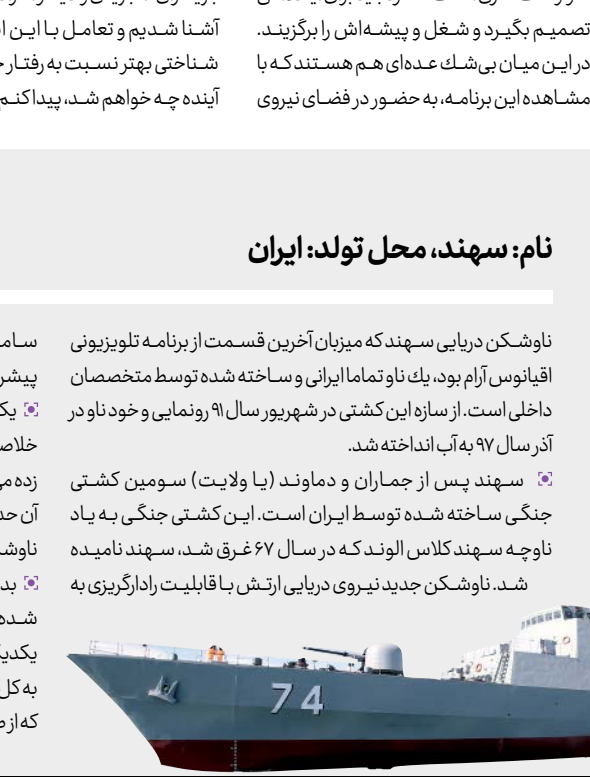 تصمیم بگیرد و شغل و پیشه‌اش را برگزیند.
در این میان بی‌شك عده‌ای هم هستند که با
مشاهده این برنامه، به حضور در فضای نیروی
آشنا شدیم و تعامل با این
شناختی بهتر نسبت به رفتار
آینده چه خواهم شد، پیدا کنم
نام: سهند، محل تولد: ایران
ناوشکن دریایی سهند که میزبان آخرین قسمت از برنامه تلویزیونی
اقیانوس آرام بود، یك ناو تماما ایرانی و ساخته شده توسط متخصصان
داخلی است. از سازه این کشتی در شهریور سال ۹۱ رونمایی و خود ناو در
آذر سال ۹۷ به آب انداخته شد.
سهند پس از جماران و دماوند (یا ولایت) سومین کشتی
جنگی ساخته شده توسط ایران است. این کشتی جنگی به یاد
ناوچه سهند کلاس الوند که در سال ۶۷ غرق شد، سهند نامیده
شد. ناوشکن جدید نیروی دریایی ارتش با قابلیت رادارگریزی به
74